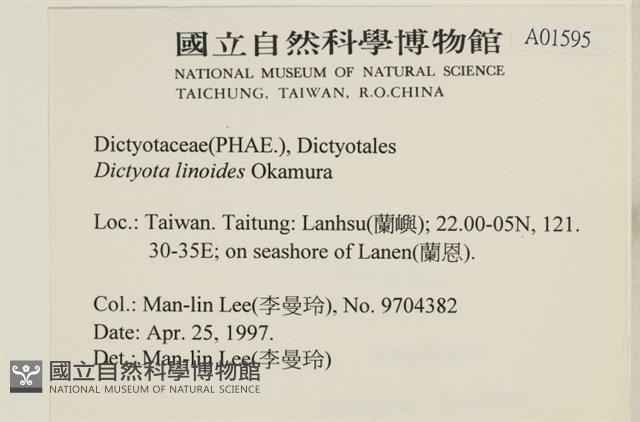 國立自然科學博物館
A01595
NATIONAL MUSEUM OF NATURAL SCIENCE
TAICHUNG, TAIWAN, R.O.CHINA
Dictyotaceae(PHAE.), Dictyotales
Dictyota linoides Okamura
Loc.: Taiwan. Taitung: Lanhsu(蘭嶼); 22.00-05N, 121.
30-35E; on seashore of Lanen(蘭恩).
Col.: Man-lin Lee(李曼玲), No. 9704382
Date: Apr. 25, 1997.
Det.: Man-lin Lee(李曼玲)
國立自然科學博物館
NATIONAL MUSEUM OF NATURAL SCIENCE